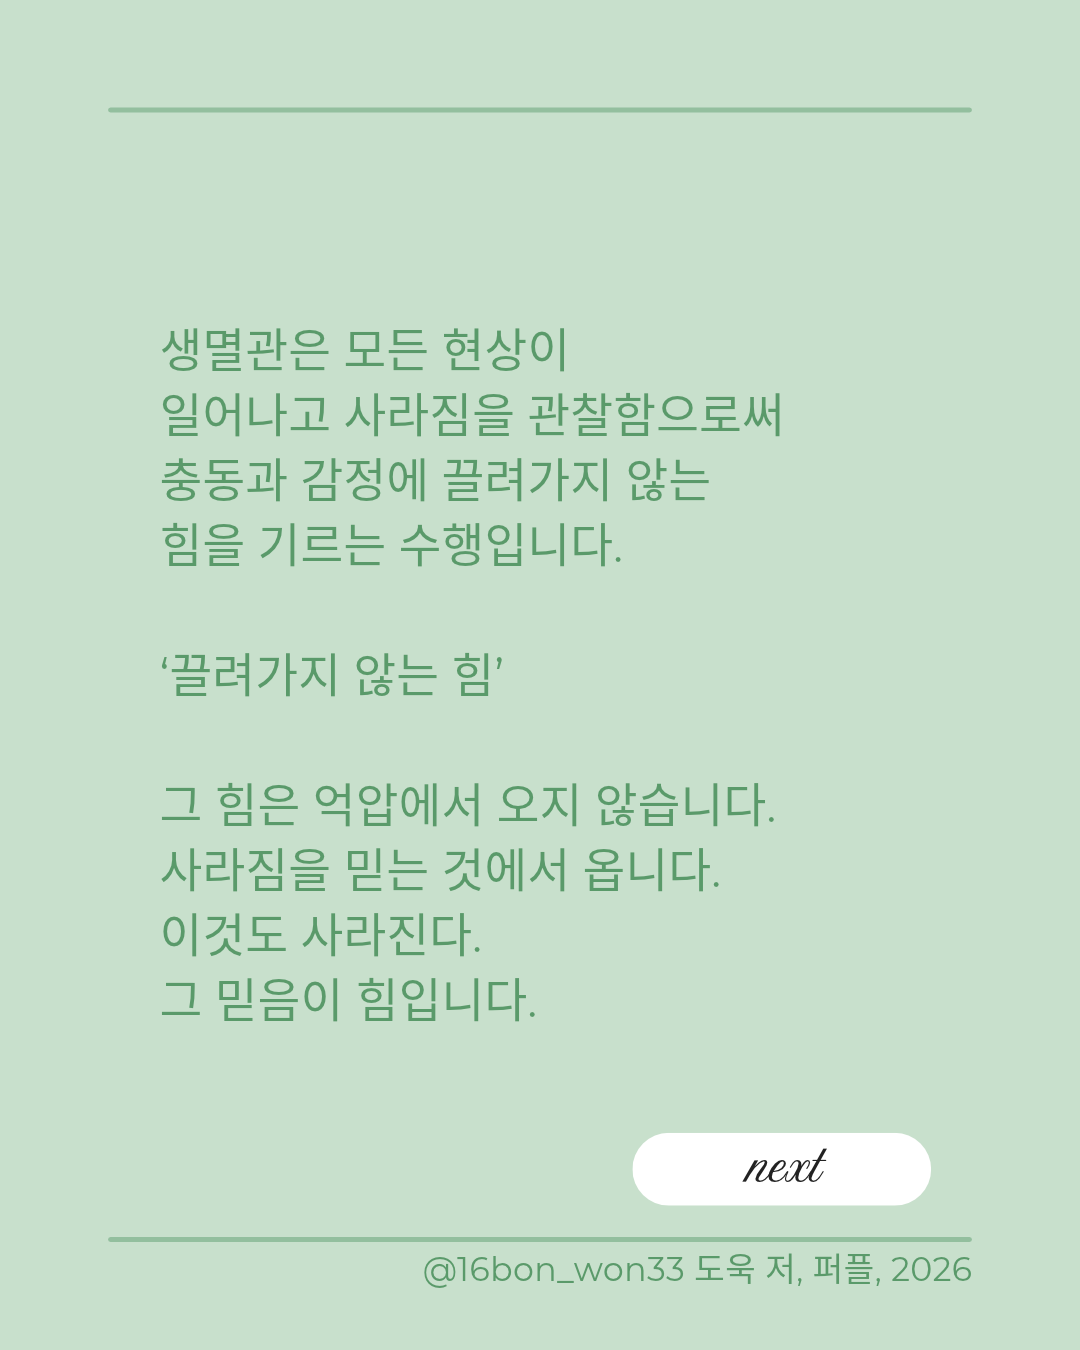 생멸관은 모든 현상이
일어나고 사라짐을 관찰함으로써
충동과 감정에 끌려가지 않는
힘을 기르는 수행입니다.
‘끌려가지 않는 힘’
그 힘은 억압에서 오지 않습니다.
사라짐을 믿는 것에서 옵니다.
이것도 사라진다.
그 믿음이 힘입니다.
next
@16bon_won33 도욱 저, 퍼플, 2026